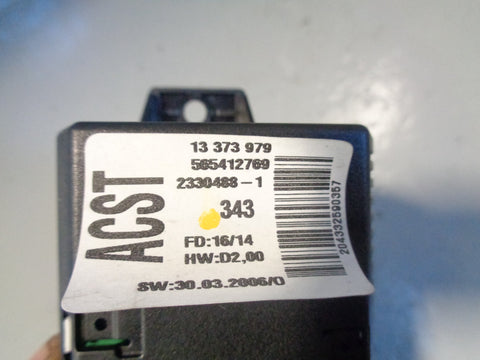 13 373 979
565412769
2330488-1
343
ACST
FD:16/14
HW:D2,00
SW:30.03.2006/0
204332590357